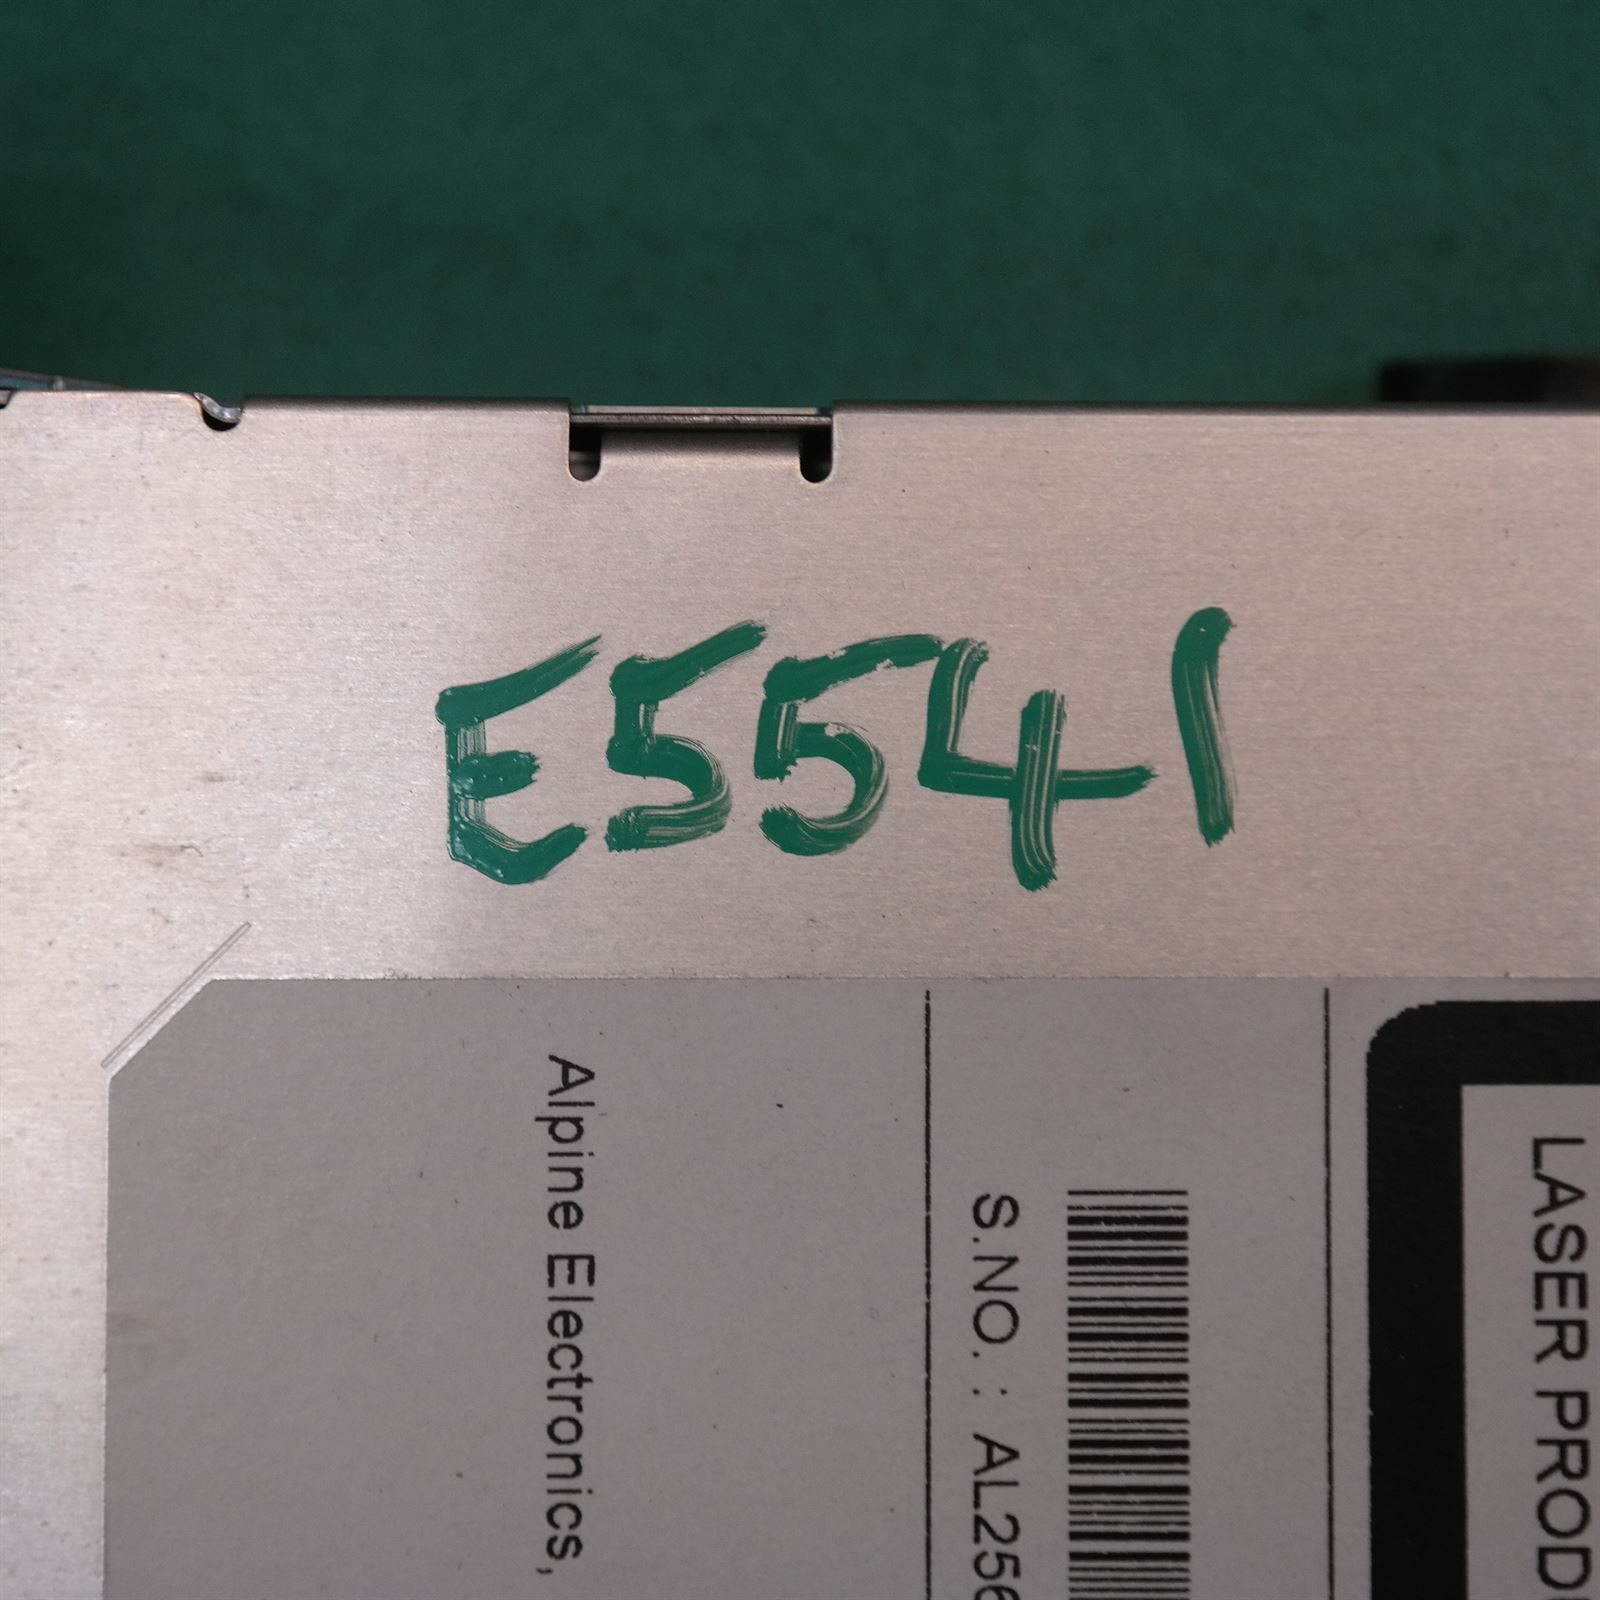 E5541
Alpine Electronics,
S.NO. : AL256
LASER PROD